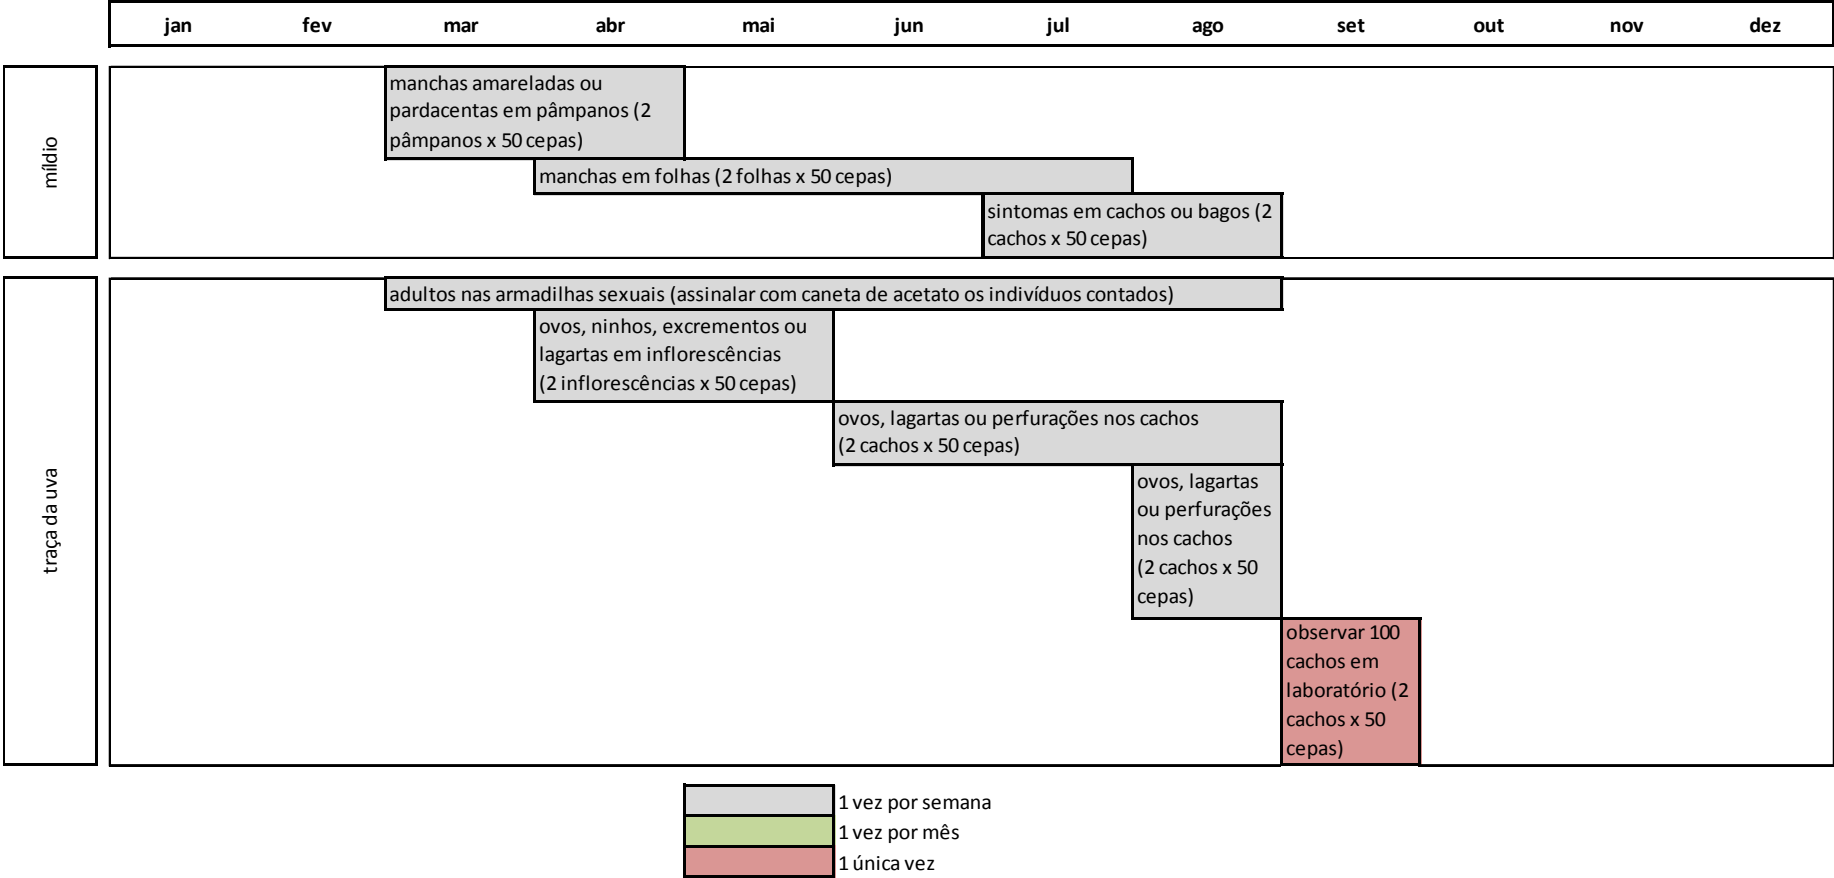 jan fev mar abr mai jun jul ago set out nov dez
míldio
manchas amareladas ou
pardacentas em pâmpanos (2
pâmpanos x 50 cepas)
manchas em folhas (2 folhas x 50 cepas)
sintomas em cachos ou bagos (2
cachos x 50 cepas)
traça da uva
adultos nas armadilhas sexuais (assinalar com caneta de acetato os indivíduos contados)
ovos, ninhos, excrementos ou
lagartas em inflorescências
(2 inflorescências x 50 cepas)
ovos, lagartas ou perfurações nos cachos
(2 cachos x 50 cepas)
ovos, lagartas
ou perfurações
nos cachos
(2 cachos x 50
cepas)
observar 100
cachos em
laboratório (2
cachos x 50
cepas)
1 vez por semana
1 vez por mês
1 única vez